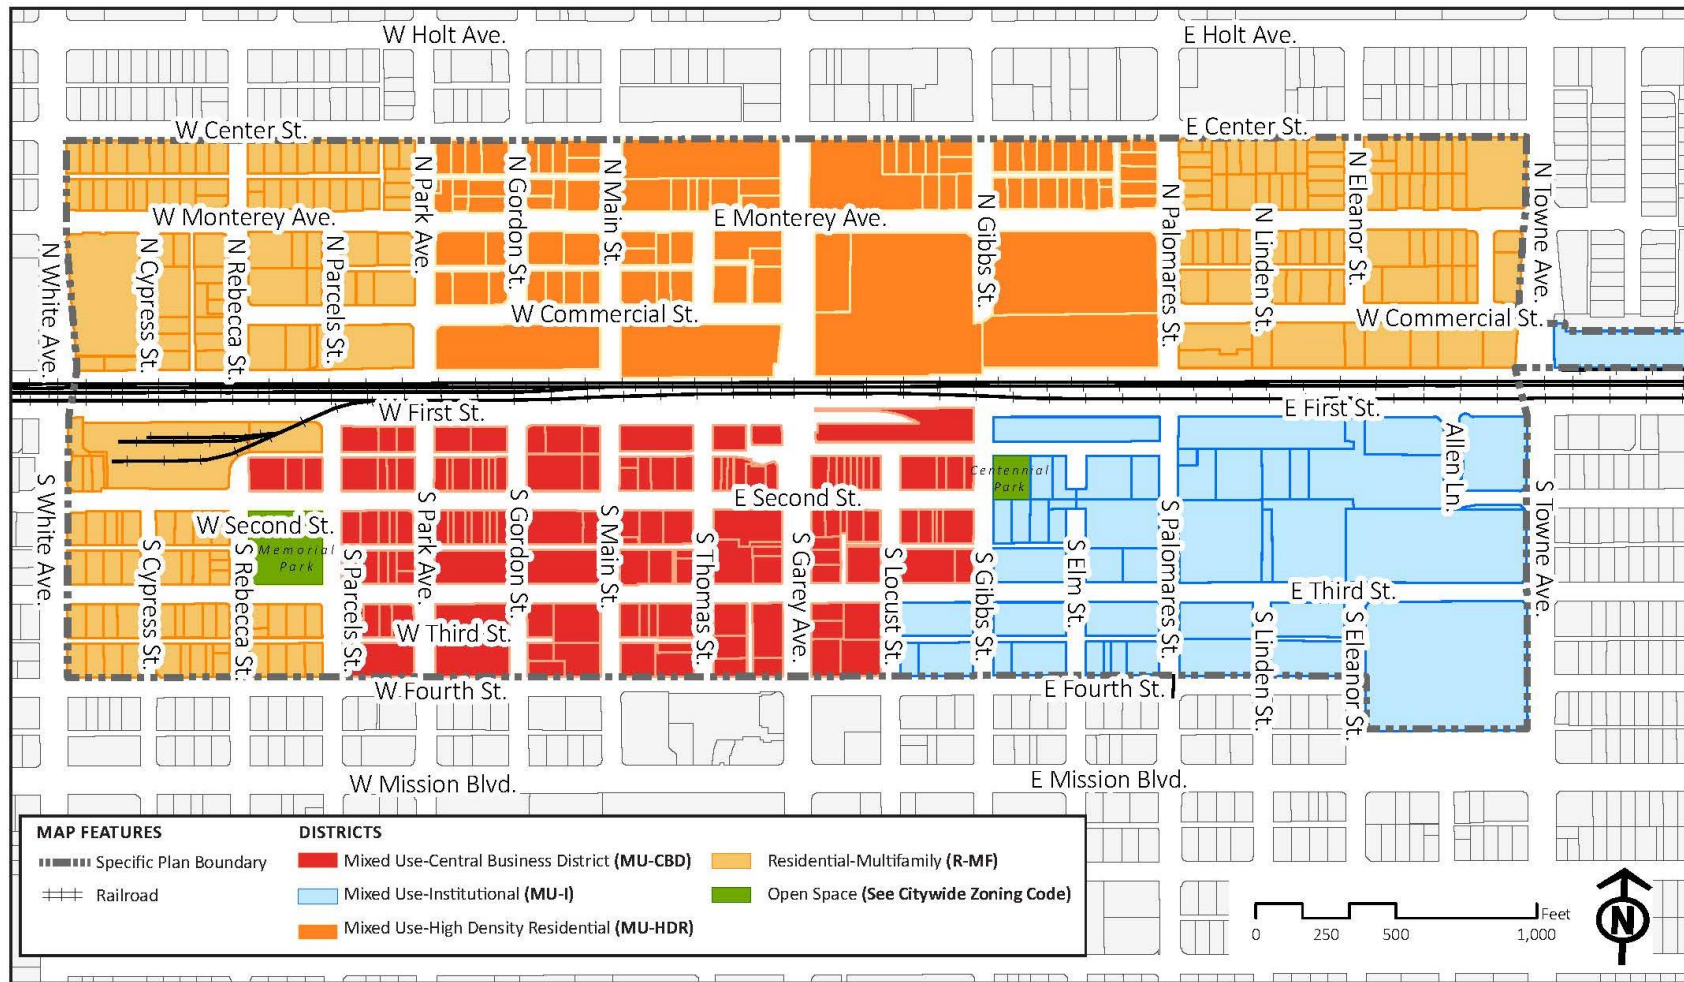 W Holt Ave.
E Holt Ave.
W Center St.
E Center St.
N Park Ave.
N Gordon St.
N Main St.
N Gibbs St.
N Palomares St.
N Linden St.
N Eleanor St.
N Towne Ave.
W Monterey Ave.
E Monterey Ave.
N White Ave.
N Cypress St.
N Rebecca St.
N Parcels St.
W Commercial St.
W Commercial St.
W First St.
E First St.
Allen Ln.
Centennial
Park
S White Ave.
W Second St.
E Second St.
S Towne Ave.
Memorial
Park
S Cypress St.
S Rebecca St.
S Parcels St.
S Park Ave.
S Gordon St.
S Main St.
S Thomas St.
S Garey Ave.
S Locust St.
S Gibbs St.
S Elm St.
S Palomares St.
E Third St.
W Third St.
S Linden St.
S Eleanor St.
W Fourth St.
E Fourth St.
W Mission Blvd.
E Mission Blvd.
MAP FEATURES
Specific Plan Boundary
Railroad
DISTRICTS
Mixed Use-Central Business District (MU-CBD)
Mixed Use-Institutional (MU-I)
Mixed Use-High Density Residential (MU-HDR)
Residential-Multifamily (R-MF)
Open Space (See Citywide Zoning Code)
Feet
0 250 500 1,000
N